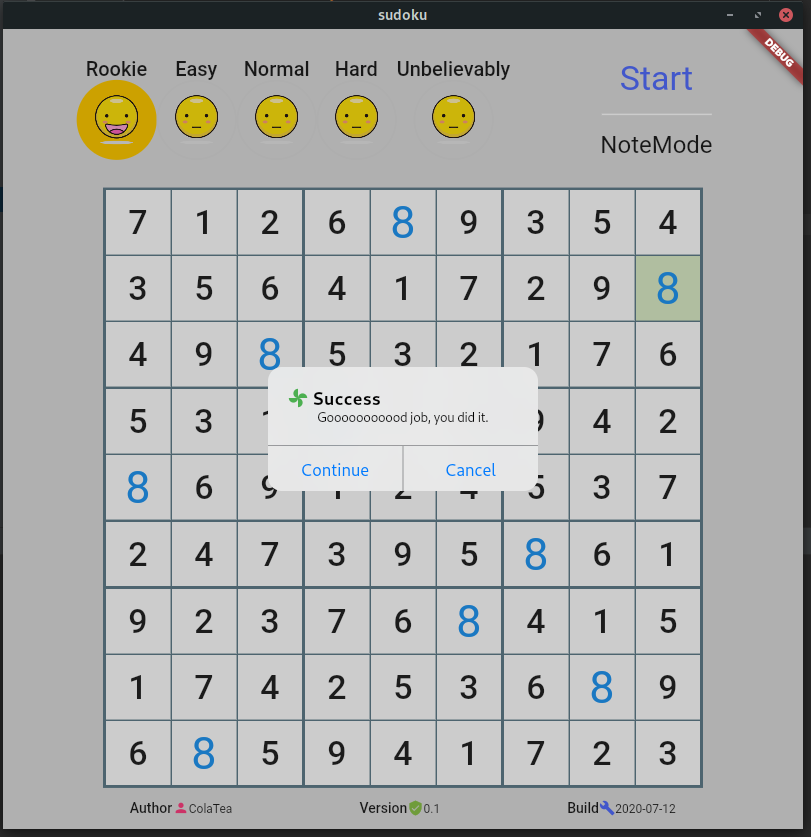 sudoku
DEBUG
Rookie Easy Normal Hard Unbelievably
Start
NoteMode
7 1 2 6 8 9 3 5 4
3 5 6 4 1 7 2 9 8
4 9 8 5 3 2 1 7 6
5 3 4 2
8 6 9 1 2 4 5 3 7
2 4 7 3 9 5 8 6 1
9 2 3 7 6 8 4 1 5
1 7 4 2 5 3 6 8 9
6 8 5 9 4 1 7 2 3
Success
Gooooooooood job, you did it.
Continue Cancel
Author ColaTea Version 0.1 Build 2020-07-12